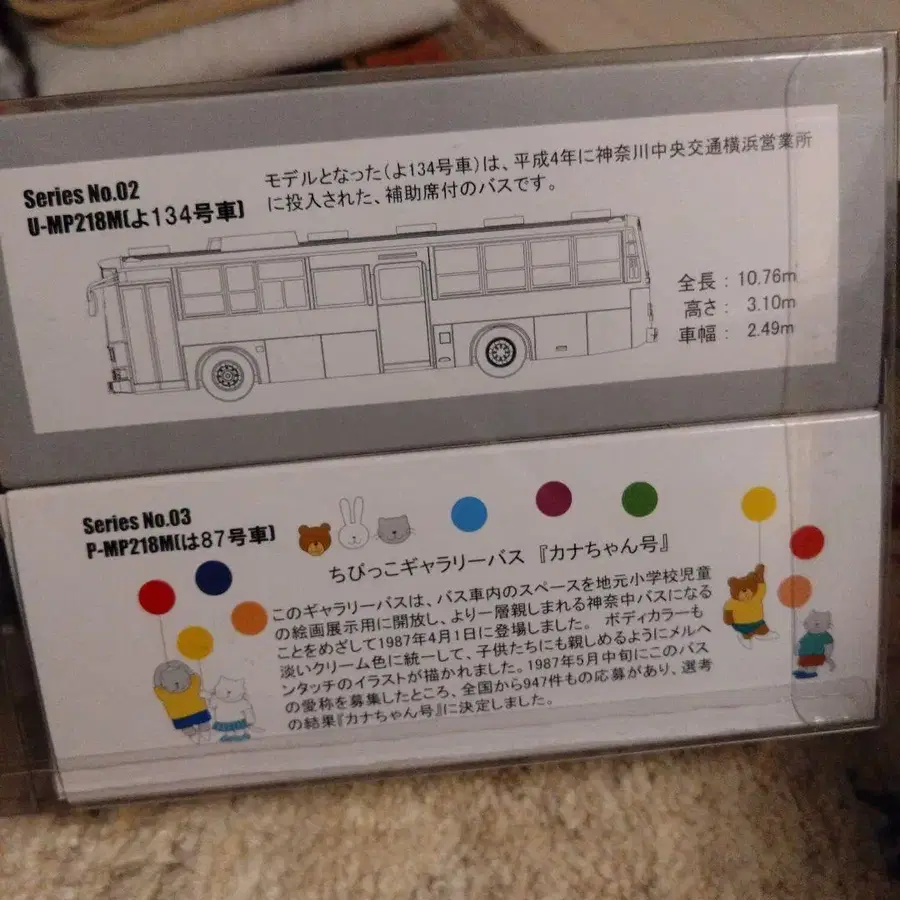 Series No.02
U-MP218M(よ134号車)
モデルとなった(よ134号車)は、平成4年に神奈川中央交通横浜営業所
に投入された、補助席付のバスです。
全長： 10.76m
高さ： 3.10m
車幅： 2.49m
Series No.03
P-MP218M(は87号車)
ちびっこギャラリーバス 『カナちゃん号』
このギャラリーバスは、バス車内のスペースを地元小学校児童
の絵画展示用に開放し、より一層親しまれる神奈中バスになる
ことをめざして1987年4月1日に登場しました。 ボディカラーも
淡いクリーム色に統一して、子供たちにも親しめるようにメルヘ
ンタッチのイラストが描かれました。1987年5月中旬にこのバス
の愛称を募集したところ、全国から947件もの応募があり、選考
の結果『カナちゃん号』に決定しました。